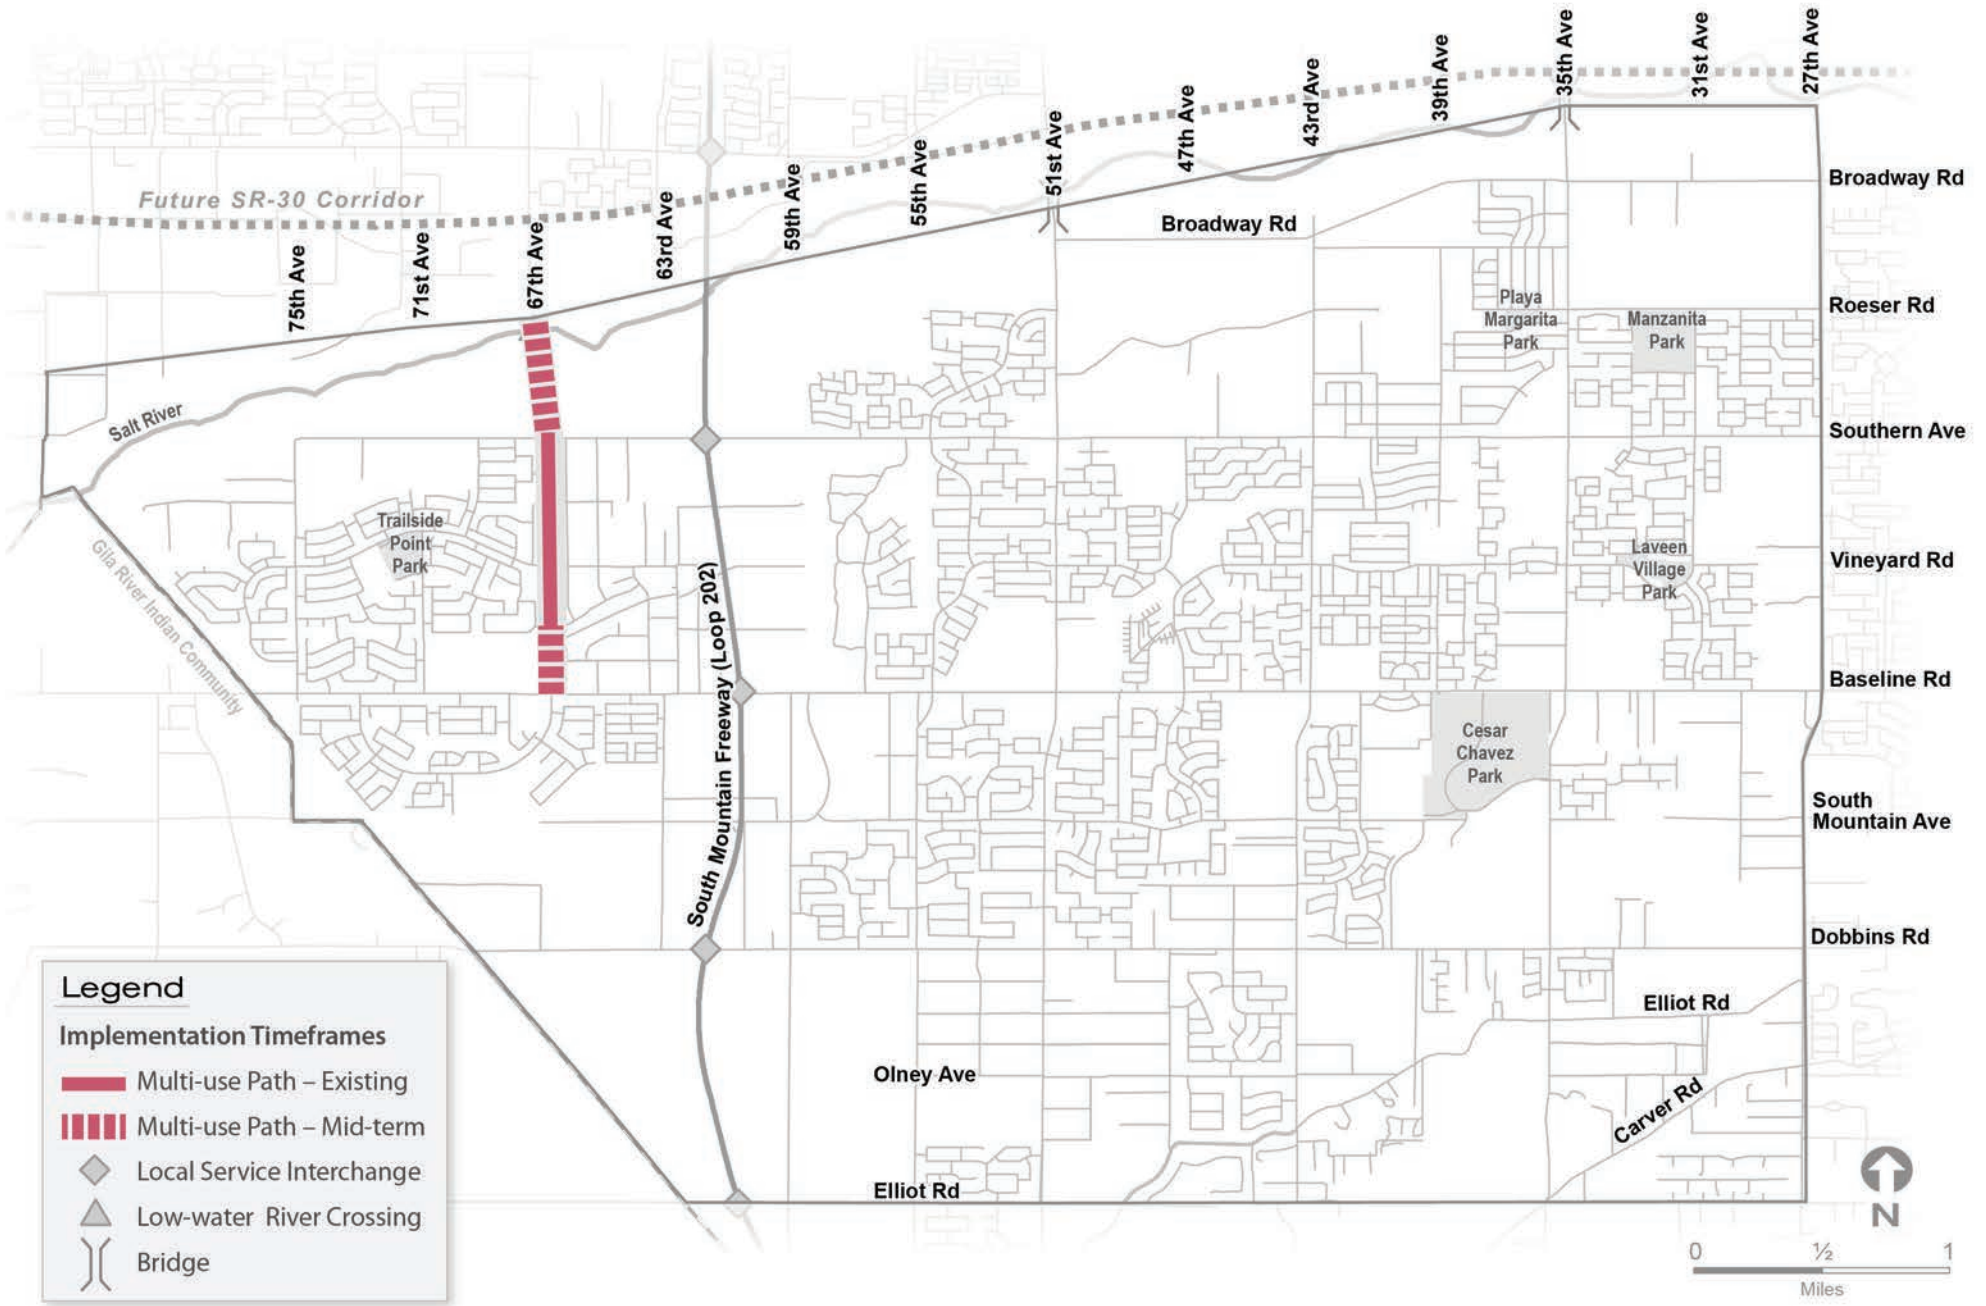 27th Ave
31st Ave
35th Ave
39th Ave
43rd Ave
47th Ave
51st Ave
55th Ave
59th Ave
63rd Ave
67th Ave
71st Ave
75th Ave
Future SR-30 Corridor
Broadway Rd
Broadway Rd
Roeser Rd
Playa
Margarita
Park
Manzanita
Park
Salt River
Southern Ave
Trailside
Point
Park
Gila River Indian Community
South Mountain Freeway (Loop 202)
Laveen
Village
Park
Vineyard Rd
Baseline Rd
Cesar
Chavez
Park
South
Mountain Ave
Dobbins Rd
Elliot Rd
Olney Ave
Carver Rd
Elliot Rd
Legend
Implementation Timeframes
Multi-use Path – Existing
Multi-use Path – Mid-term
Local Service Interchange
Low-water River Crossing
Bridge
N
0 ½ 1
Miles